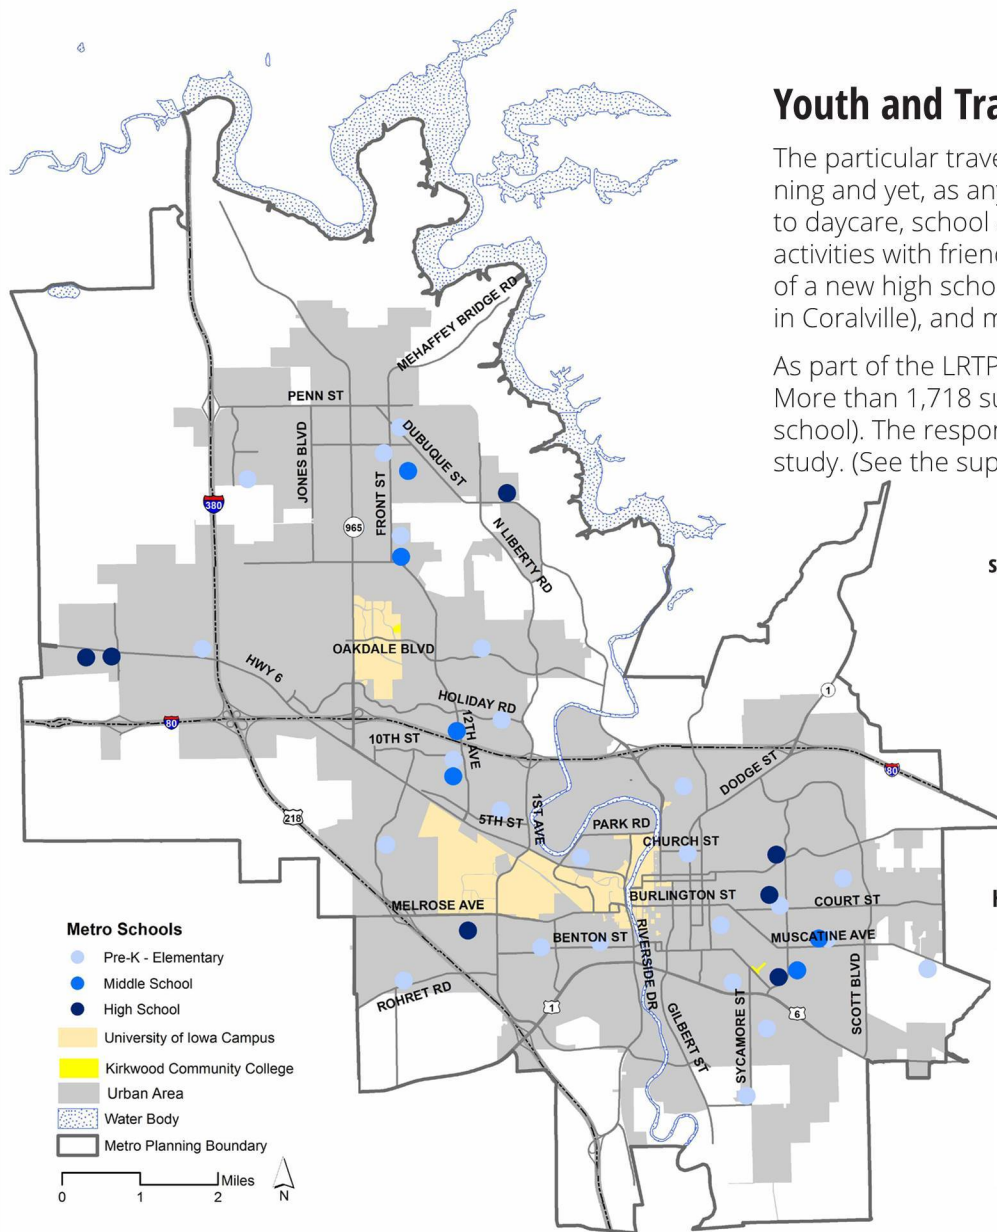 Youth and Tra
The particular trave
ning and yet, as any
to daycare, school
activities with friend
of a new high schoo
in Coralville), and m
As part of the LRTP
More than 1,718 su
school). The respon
study. (See the sup
s
H
MEHAFFEY BRIDGE RD
PENN ST
DUBUQUE ST
JONES BLVD
FRONT ST
380
965
N LIBERTY RD
OAKDALE BLVD
HWY 6
HOLIDAY RD
1
80
12TH AVE
10TH ST
DODGE ST
80
218
1ST AVE
5TH ST
PARK RD
CHURCH ST
BURLINGTON ST
COURT ST
MELROSE AVE
MUSCATINE AVE
BENTON ST
RIVERSIDE DR
SCOTT BLVD
ROHRET RD
1
6
GILBERT ST
SYCAMORE ST
Metro Schools
Pre-K - Elementary
Middle School
High School
University of Iowa Campus
Kirkwood Community College
Urban Area
Water Body
Metro Planning Boundary
Miles
0 1 2
N